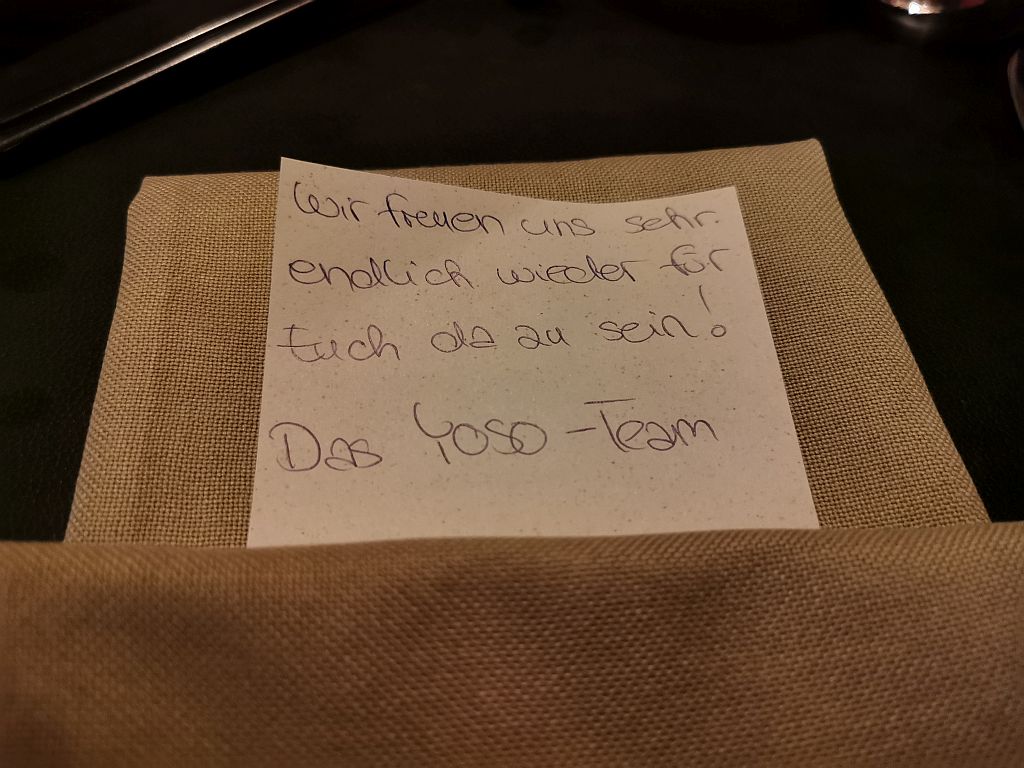 Wir freuen uns sehr
endlich wieder für
Euch da zu sein!
Das Yoso-Team